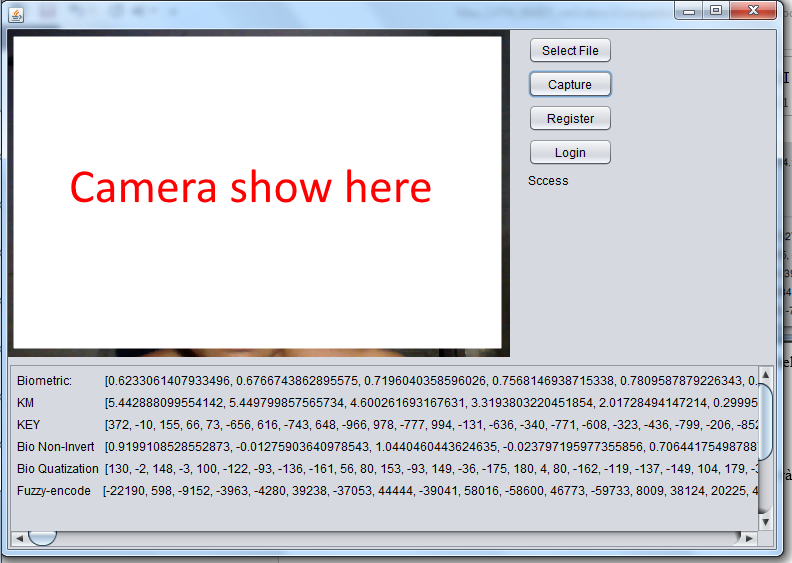 Select File
Capture
Camera show here
Register
Login
Sccess
Biometric: [0.6233061407933496, 0.6766743862895575, 0.7196040358596026, 0.7568146938715338, 0.7809587879226343, 0.
KM [5.442888099554142, 5.449799857565734, 4.600261693167631, 3.3193803220451854, 2.01728494147214, 0.29995
KEY [372, -10, 155, 66, 73, -656, 616, -743, 648, -966, 978, -777, 994, -131, -636, -340, -771, -608, -323, -436, -799, -206, -852
Bio Non-Invert [0.9199108528552873, -0.01275903640978543, 1.0440460443624635, -0.023797195977355856, 0.70644175498788
Bio Quatization [130, -2, 148, -3, 100, -122, -93, -136, -161, 56, 80, 153, -93, 149, -36, -175, 180, 4, 80, -162, -119, -137, -149, 104, 179, -3
Fuzzy-encode [-22190, 598, -9152, -3963, -4280, 39238, -37053, 44444, -39041, 58016, -58600, 46773, -59733, 8009, 38124, 20225, 4